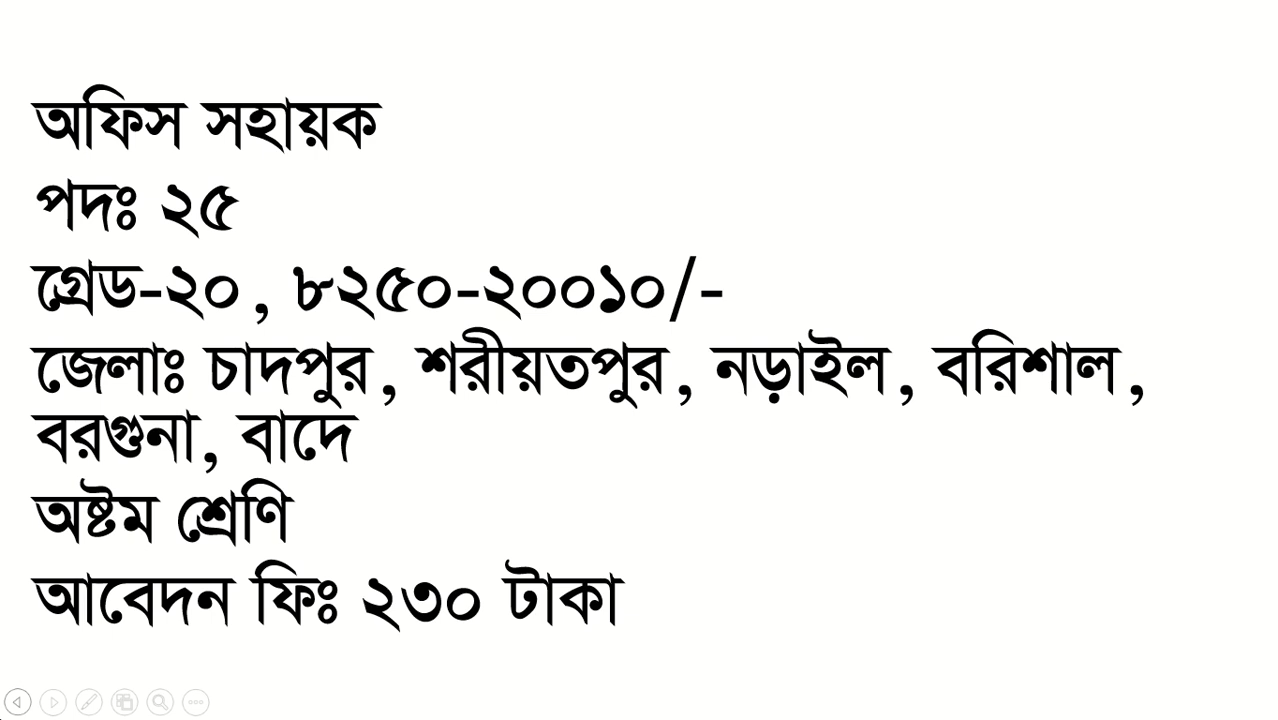 অফিস সহায়ক
পদঃ ২৫
গ্রেড-২০, ৮২৫০-২০০১০/-
জেলাঃ চাদপুর, শরীয়তপুর, নড়াইল, বরিশাল,
বরগুনা, বাদে
অষ্টম শ্রেণি
আবেদন ফিঃ ২৩০ টাকা